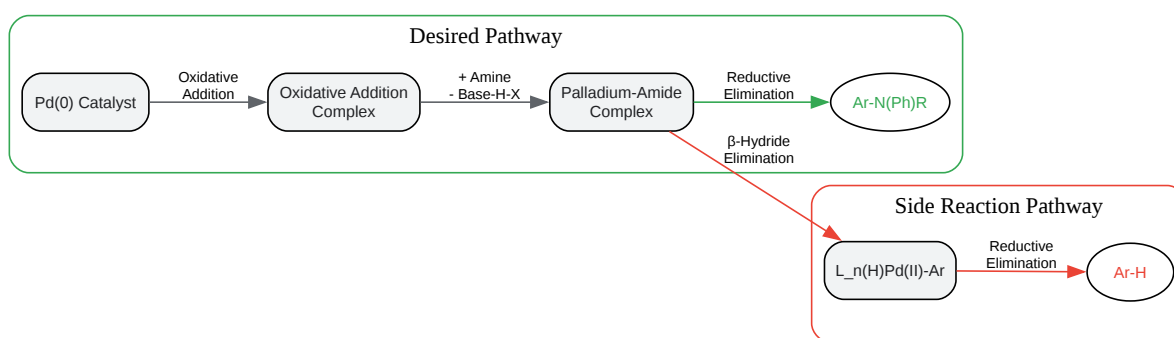 Desired Pathway
Pd(0) Catalyst
Oxidative
Addition
Oxidative Addition
Complex
+ Amine
- Base-H-X
Palladium-Amide
Complex
Reductive
Elimination
Ar-N(Ph)R
β-Hydride
Elimination
Side Reaction Pathway
L_n(H)Pd(II)-Ar
Reductive
Elimination
Ar-H